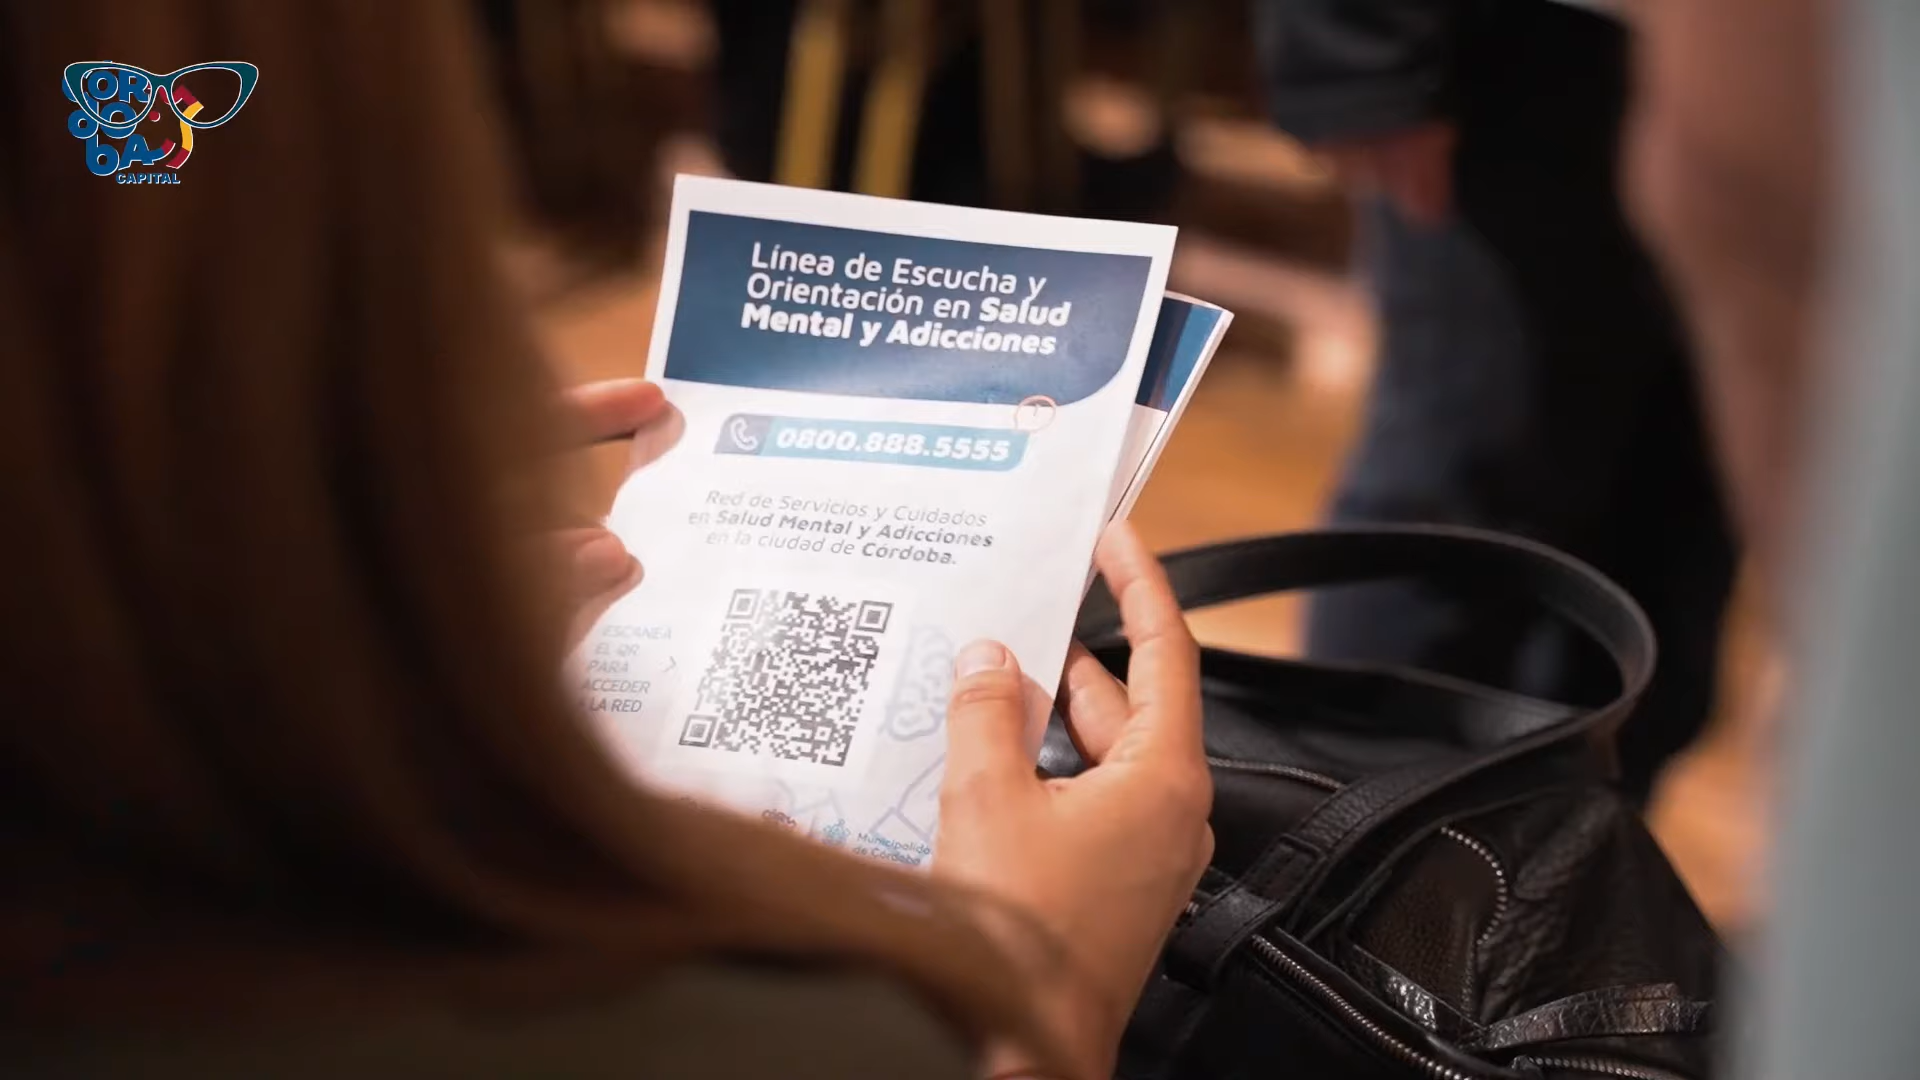 CÓRDOBA
CAPITAL
Línea de Escucha y
Orientación en Salud
Mental y Adicciones
0800.888.5555
Red de Servicios y Cuidados
en Salud Mental y Adicciones
en la ciudad de Córdoba.
ESCANEA
EL QR
PARA
ACCEDER
A LA RED
Municipalidad
de Córdoba